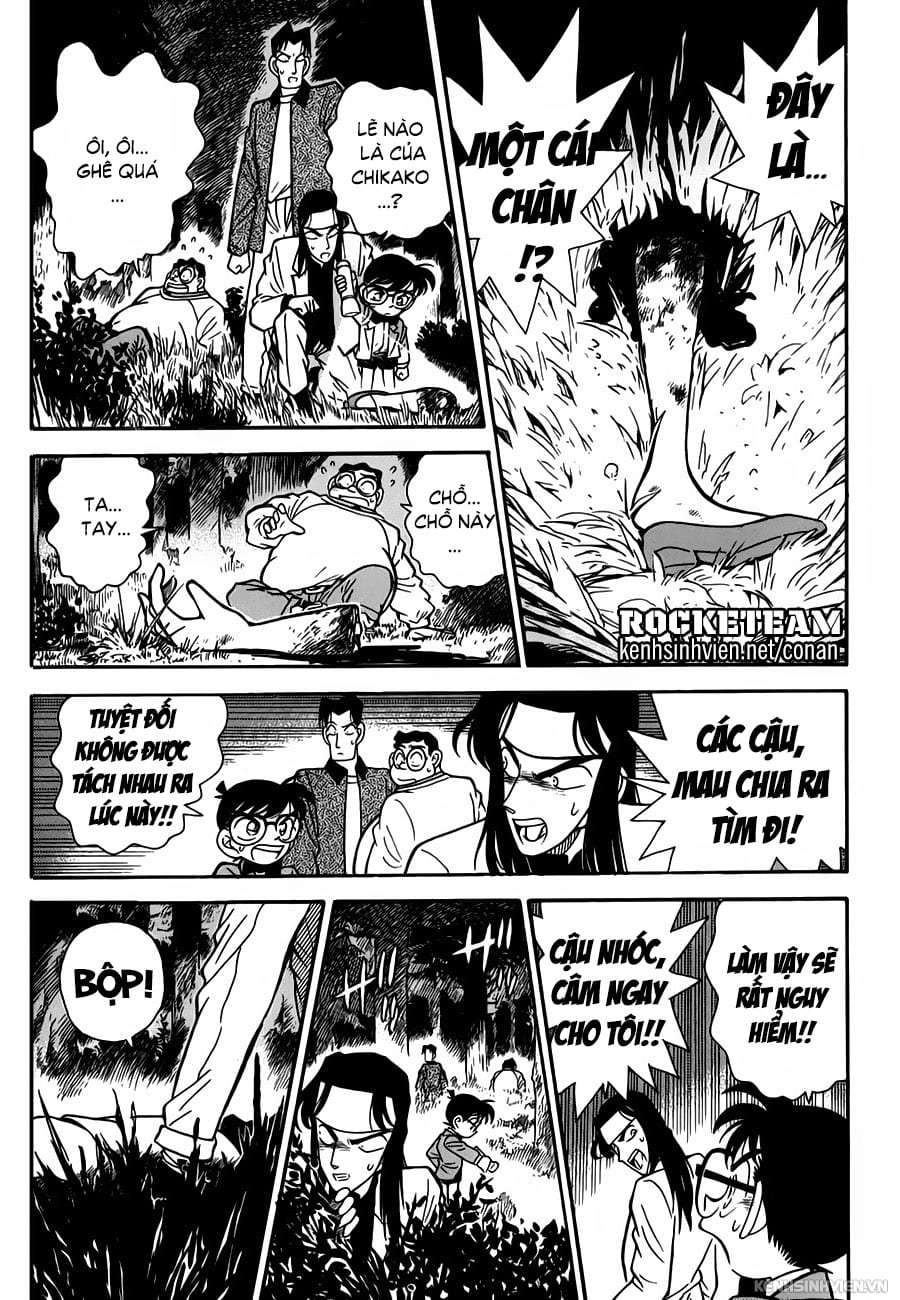 ĐÂY
LÀ...
MỘT CÁI
CHÂN
!?
LẼ NÀO
LÀ CỦA
CHIKAKO
...?
ÔI, ÔI...
GHÊ QUÁ
...
ROCKETEAM
kenhsinhvien.net/conan
CHỖ...
CHỖ NÀY
...
TA...
TAY...
CÁC CẬU,
MAU CHIA RA
TÌM ĐI!
TUYỆT ĐỐI
KHÔNG ĐƯỢC
TÁCH NHAU RA
LÚC NÀY!!
LÀM VẬY SẼ
RẤT NGUY
HIỂM!!
CẬU NHÓC,
CÂM NGAY
CHO TÔI!!
BỘP!
KENHSINHVIEN.VN